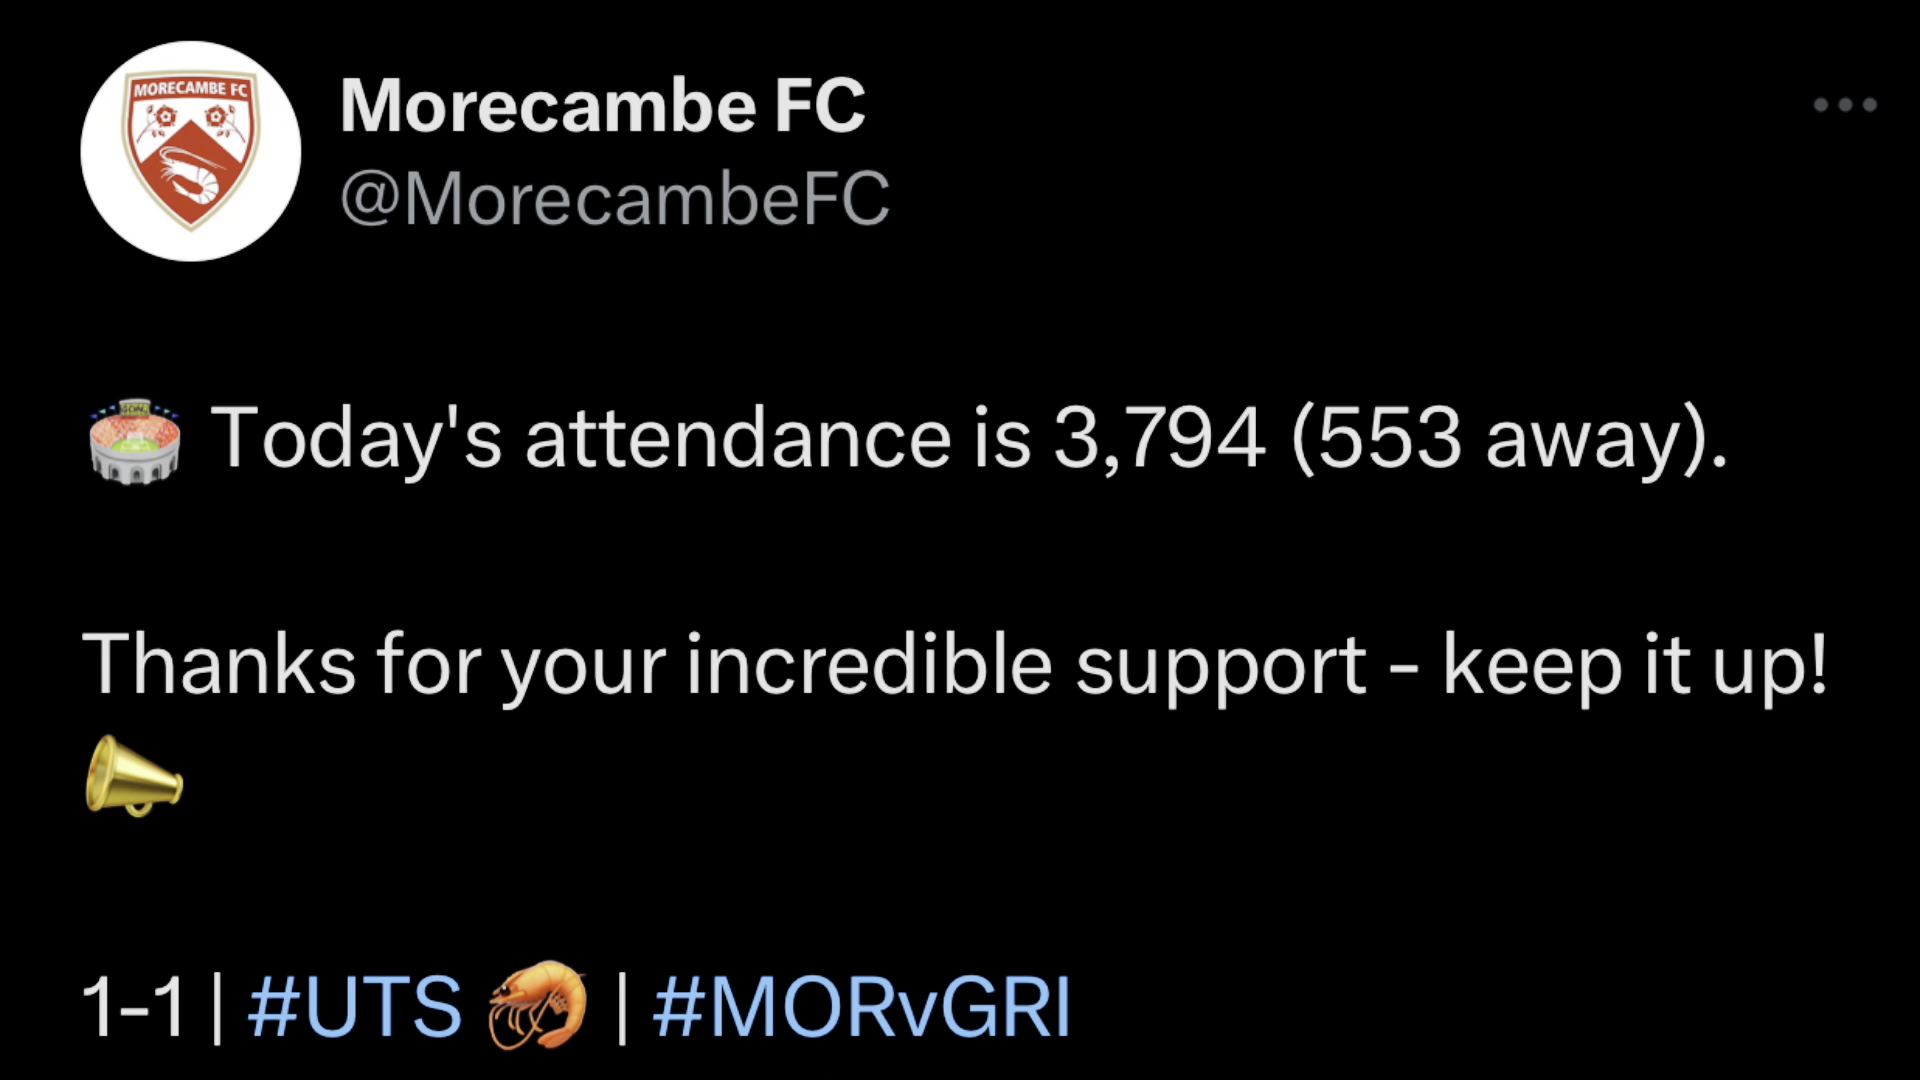 MORECAMBE FC
Morecambe FC
@MorecambeFC
Today's attendance is 3,794 (553 away).
Thanks for your incredible support - keep it up!
1-1 | #UTS 🦐 | #MORvGRI